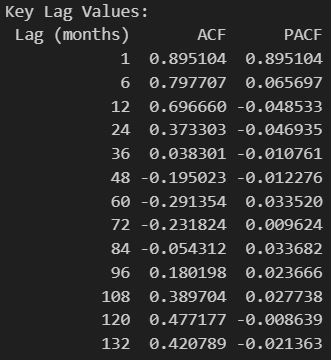 Key Lag Values:
Lag (months) ACF PACF
1 0.895104 0.895104
6 0.797707 0.065697
12 0.696660 -0.048533
24 0.373303 -0.046935
36 0.038301 -0.010761
48 -0.195023 -0.012276
60 -0.291354 0.033520
72 -0.231824 0.009624
84 -0.054312 0.033682
96 0.180198 0.023666
108 0.389704 0.027738
120 0.477177 -0.008639
132 0.420789 -0.021363